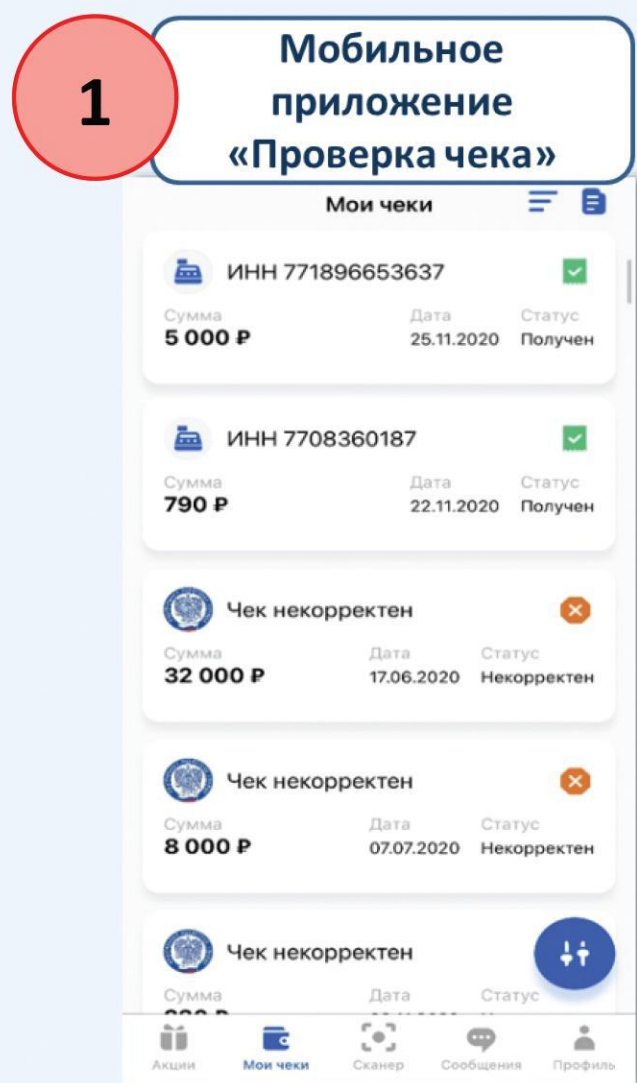 1
Мобильное
приложение
«Проверка чека»
Мои чеки
ИНН 771896653637
Сумма Дата Статус
5 000 ₽ 25.11.2020 Получен
ИНН 7708360187
Сумма Дата Статус
790 ₽ 22.11.2020 Получен
Чек некорректен
Сумма Дата Статус
32 000 ₽ 17.06.2020 Некорректен
Чек некорректен
Сумма Дата Статус
8 000 ₽ 07.07.2020 Некорректен
Чек некорректен
Сумма Дата Статус
Акции Мои чеки Сканер Сообщения Профиль